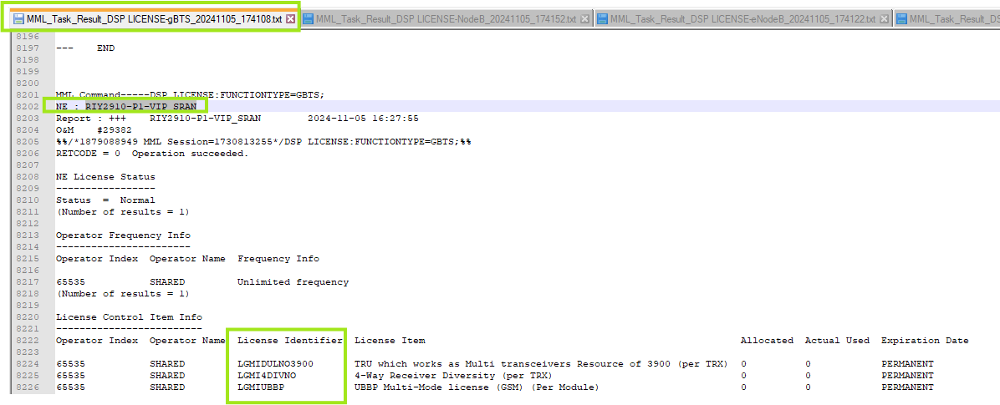 MML_Task_Result_DSP LICENSE-gBTS_20241105_174108.txt MML_Task_Result_DSP LICENSE-NodeB_20241105_174152.txt MML_Task_Result_DSP LICENSE-eNodeB_20241105_174122.txt MML_Task_Result_DS
8196
8197 --- END
8198
8199
8200
8201 MML Command-----DSP LICENSE:FUNCTIONTYPE=GBTS;
8202 NE : RIY2910-P1-VIP_SRAN
8203 Report : +++ RIY2910-P1-VIP_SRAN 2024-11-05 16:27:55
8204 O&M #29382
8205 %%/*1879088949 MML Session=1730813255*/DSP LICENSE:FUNCTIONTYPE=GBTS;%%
8206 RETCODE = 0 Operation succeeded.
8207
8208 NE License Status
8209 -----------------
8210 Status = Normal
8211 (Number of results = 1)
8212
8213 Operator Frequency Info
8214 -----------------------
8215 Operator Index Operator Name Frequency Info
8216
8217 65535 SHARED Unlimited frequency
8218 (Number of results = 1)
8219
8220 License Control Item Info
8221 -------------------------
8222 Operator Index Operator Name License Identifier License Item Allocated Actual Used Expiration Date
8223
8224 65535 SHARED LGMIDULNO3900 TRU which works as Multi transceivers Resource of 3900 (per TRX) 0 0 PERMANENT
8225 65535 SHARED LGMI4DIVNO 4-Way Receiver Diversity (per TRX) 0 0 PERMANENT
8226 65535 SHARED LGMIUBBP UBBP Multi-Mode license (GSM) (Per Module) 0 0 PERMANENT